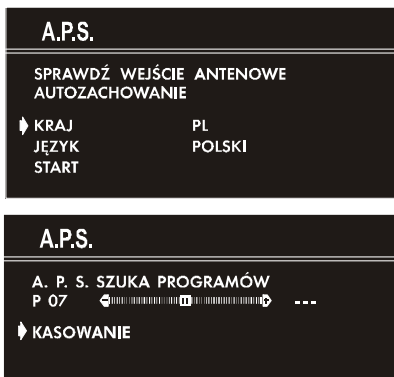 A.P.S.
SPRAWDŹ WEJŚCIE ANTENOWE
AUTOZACHOWANIE
KRAJ PL
JĘZYK POLSKI
START
A.P.S.
A. P. S. SZUKA PROGRAMÓW
P 07 ---
KASOWANIE